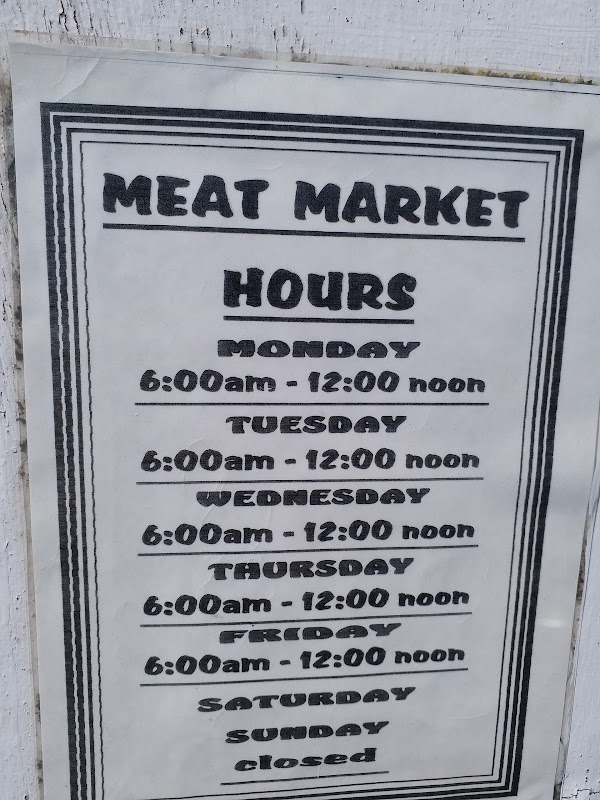 MEAT MARKET
HOURS
MONDAY
6:00am - 12:00 noon
TUESDAY
6:00am - 12:00 noon
WEDNESDAY
6:00am - 12:00 noon
THURSDAY
6:00am - 12:00 noon
FRIDAY
6:00am - 12:00 noon
SATURDAY
SUNDAY
closed